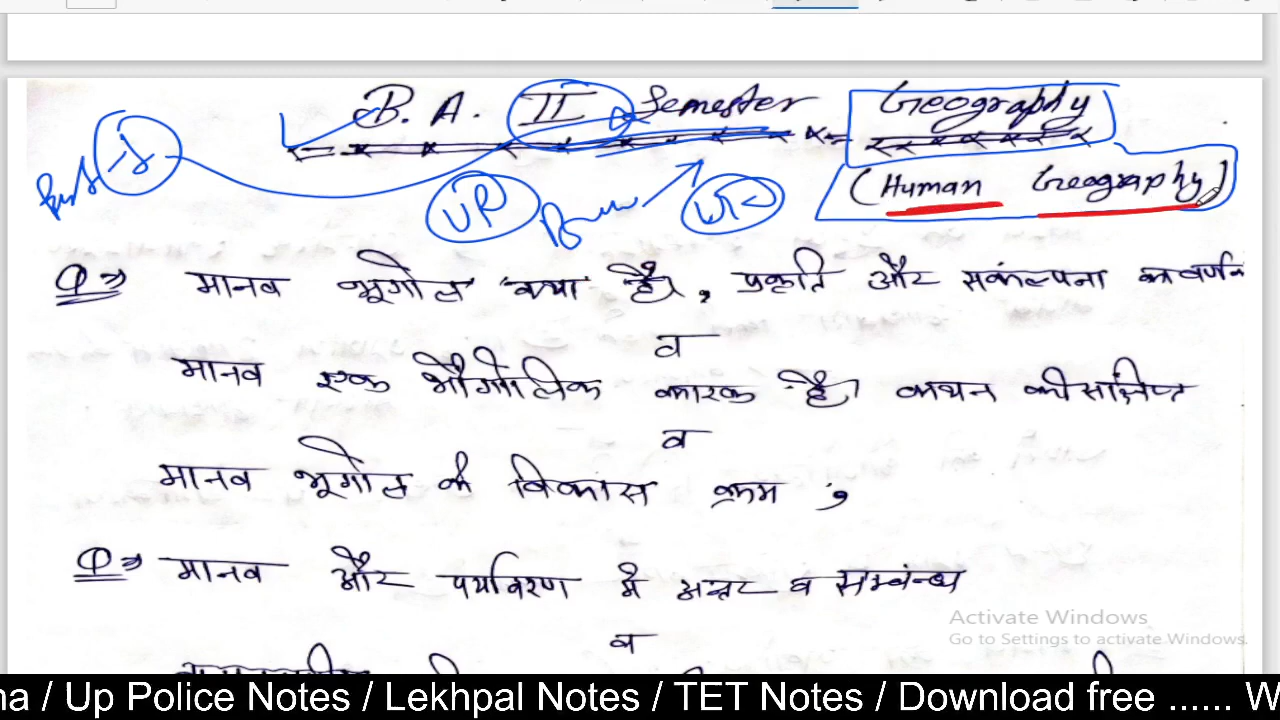 B. A. II Semester Geography
(Human Geography)
UP
Q⇒ मानव भूगोल क्या है, प्रकृति और संकल्पना का वर्णन
व
मानव एक भौगोलिक कारक है। कथन की संक्षिप्त
व
मानव भूगोल के विकास क्रम ,
Q⇒ मानव और पर्यावरण में अन्तर व सम्बंन्ध
व
Activate Windows
Go to Settings to activate Windows.
na / Up Police Notes / Lekhpal Notes / TET Notes / Download free ...... W